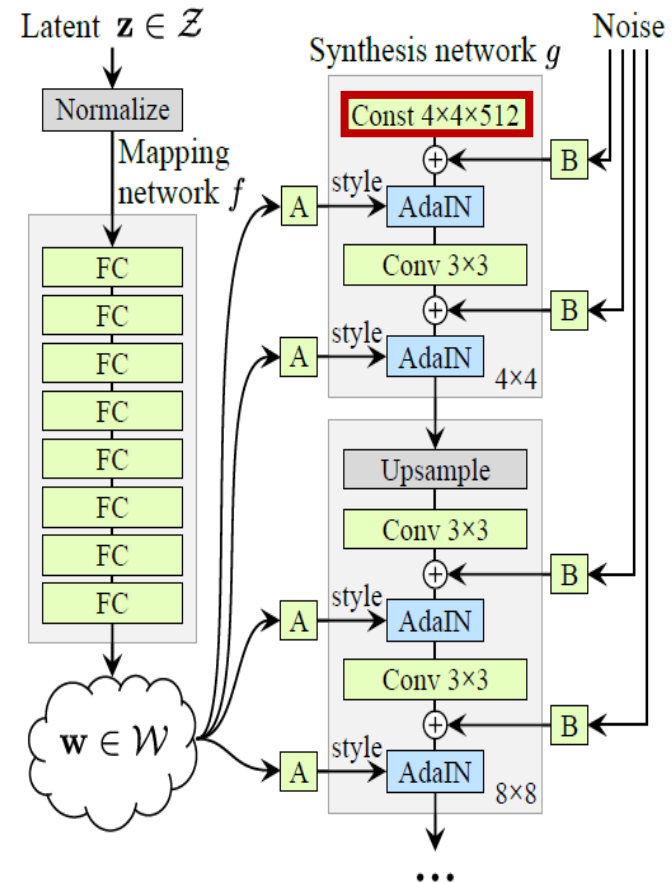 Latent z ∈ 𝒵
Normalize
Mapping
network f
FC
FC
FC
FC
FC
FC
FC
FC
w ∈ 𝒲
Synthesis network g
Noise
Const 4×4×512
B
A
style
AdaIN
Conv 3×3
B
A
style
AdaIN
4×4
Upsample
Conv 3×3
B
A
style
AdaIN
Conv 3×3
B
A
style
AdaIN
8×8
...